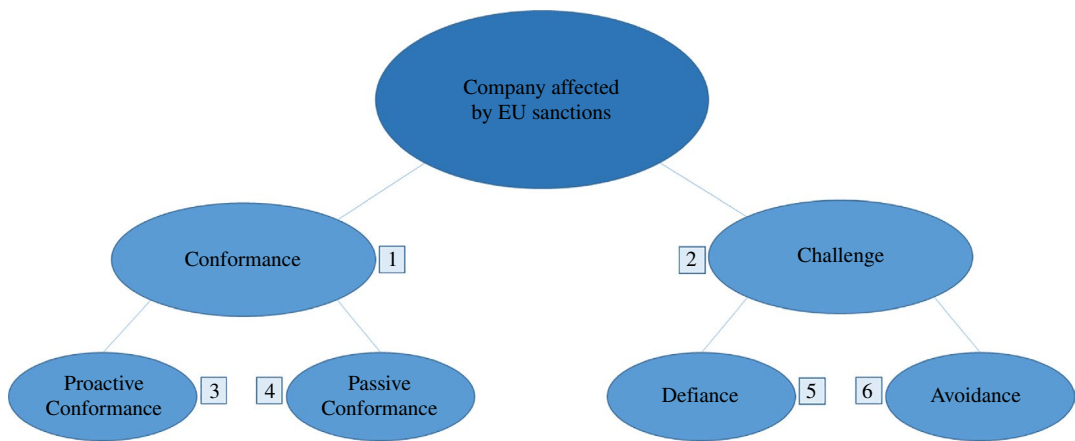 Company affected
by EU sanctions
Conformance
1
2
Challenge
Proactive
Conformance
3
4
Passive
Conformance
Defiance
5
6
Avoidance